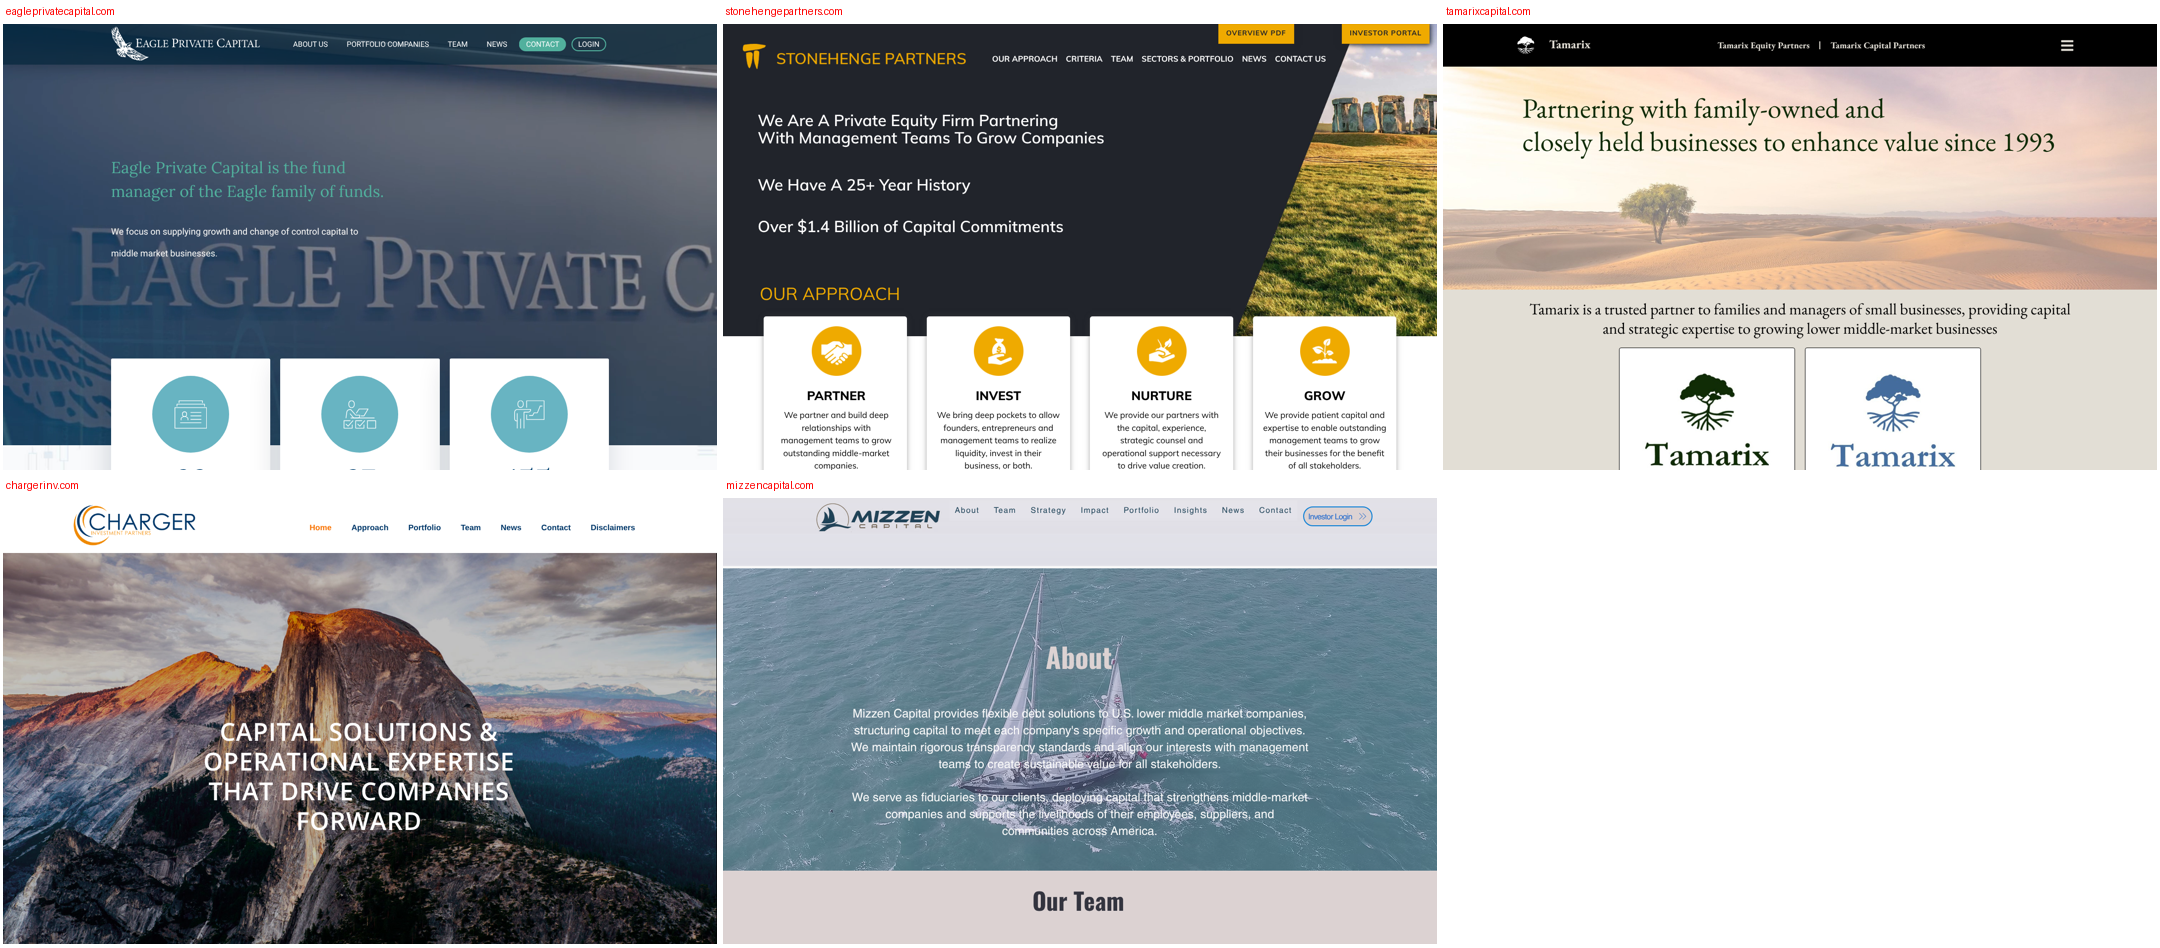 eagleprivatecapital.com
EAGLE PRIVATE CAPITAL
ABOUT US PORTFOLIO COMPANIES TEAM NEWS CONTACT LOGIN
Eagle Private Capital is the fund
manager of the Eagle family of funds.
We focus on supplying growth and change of control capital to
middle market businesses.
EAGLE PRIVATE C
stonehengepartners.com
OVERVIEW PDF
INVESTOR PORTAL
STONEHENGE PARTNERS
OUR APPROACH CRITERIA TEAM SECTORS & PORTFOLIO NEWS CONTACT US
We Are A Private Equity Firm Partnering
With Management Teams To Grow Companies
We Have A 25+ Year History
Over $1.4 Billion of Capital Commitments
OUR APPROACH
PARTNER
We partner and build deep
relationships with
management teams to grow
outstanding middle-market
companies.
INVEST
We bring deep pockets to allow
founders, entrepreneurs and
management teams to realize
liquidity, invest in their
business, or both.
NURTURE
We provide our partners with
the capital, experience,
strategic counsel and
operational support necessary
to drive value creation.
GROW
We provide patient capital and
expertise to enable outstanding
management teams to grow
their businesses for the benefit
of all stakeholders.
tamarixcapital.com
Tamarix
Tamarix Equity Partners | Tamarix Capital Partners
Partnering with family-owned and
closely held businesses to enhance value since 1993
Tamarix is a trusted partner to families and managers of small businesses, providing capital
and strategic expertise to growing lower middle-market businesses
Tamarix
Tamarix
chargerinv.com
CHARGER
INVESTMENT PARTNERS
Home Approach Portfolio Team News Contact Disclaimers
CAPITAL SOLUTIONS &
OPERATIONAL EXPERTISE
THAT DRIVE COMPANIES
FORWARD
mizzencapital.com
MIZZEN
CAPITAL
About Team Strategy Impact Portfolio Insights News Contact
Investor Login
About
Mizzen Capital provides flexible debt solutions to U.S. lower middle market companies,
structuring capital to meet each company's specific growth and operational objectives.
We maintain rigorous transparency standards and align our interests with management
teams to create sustainable value for all stakeholders.
We serve as fiduciaries to our clients, deploying capital that strengthens middle-market
companies and supports the livelihoods of their employees, suppliers, and
communities across America.
Our Team